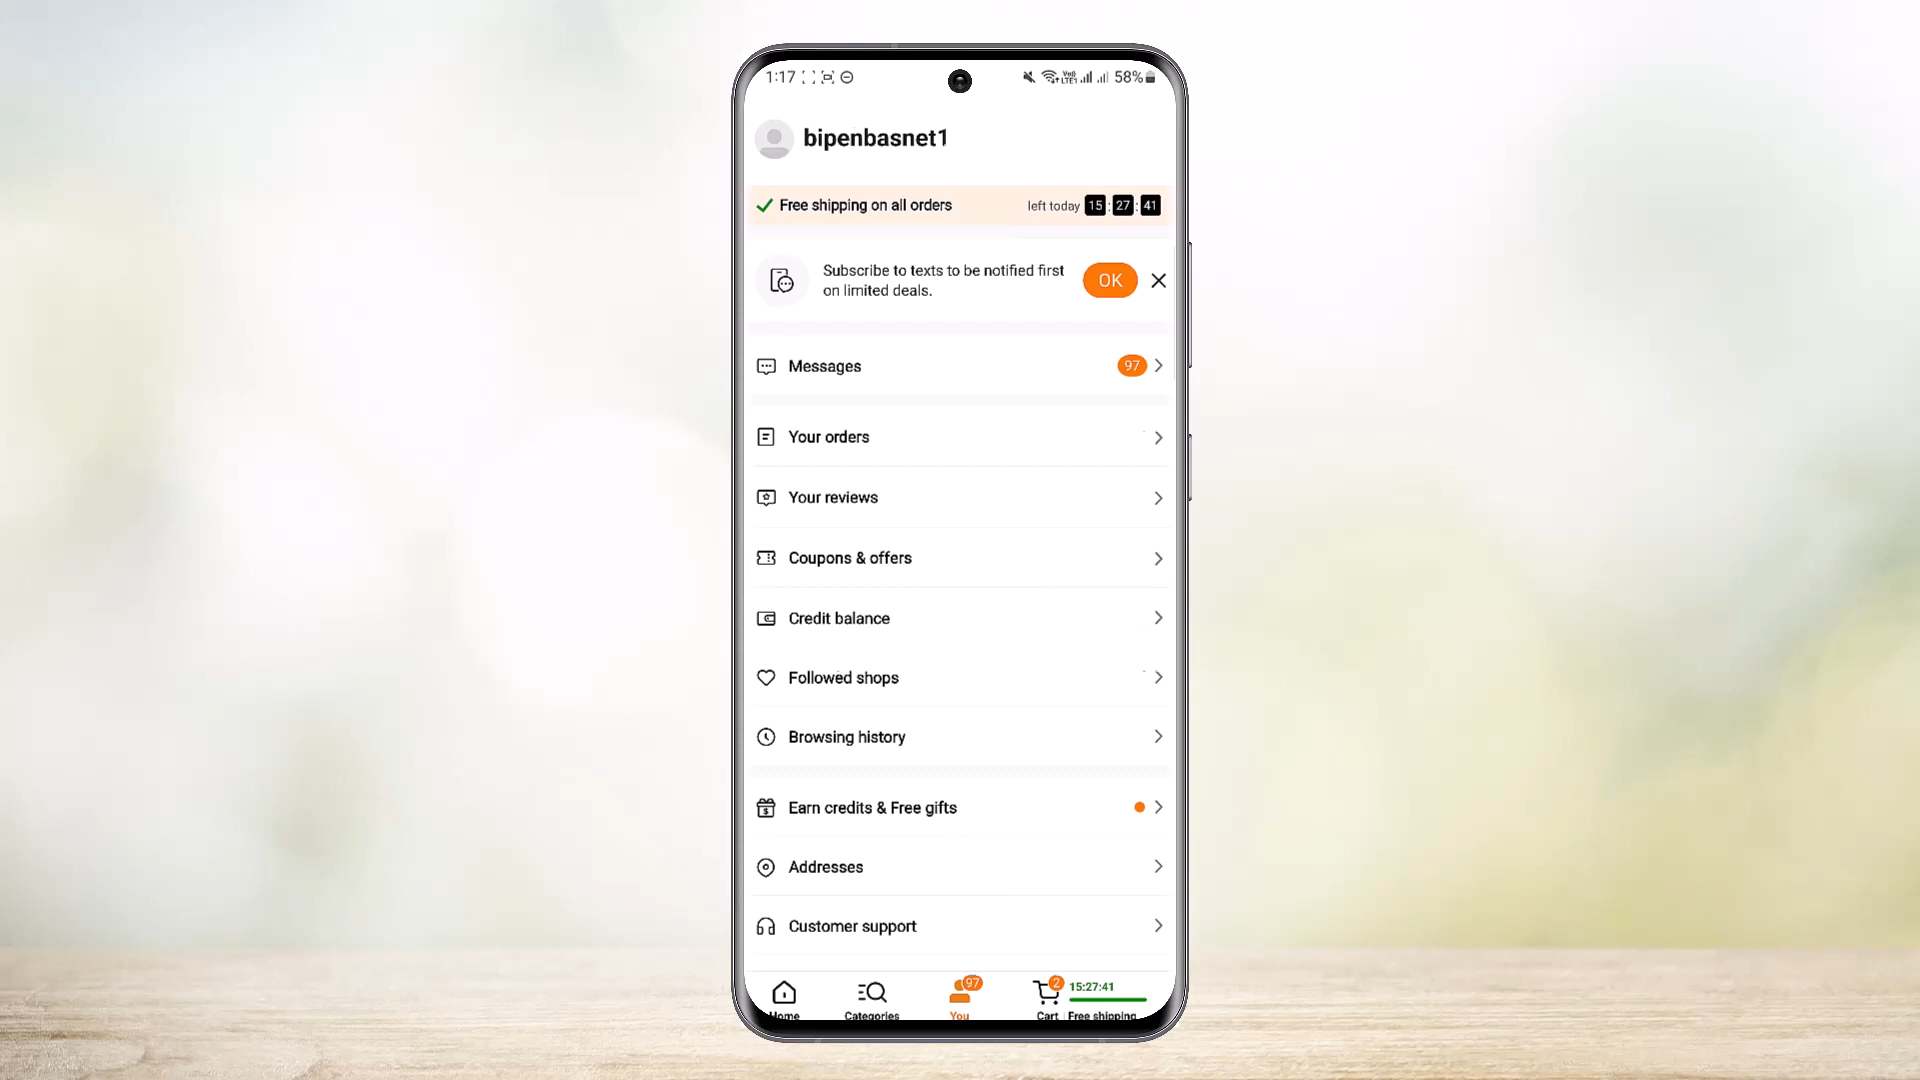 1:17 58%
bipenbasnet1
Free shipping on all orders left today 15:27:41
Subscribe to texts to be notified first
on limited deals.
OK
Messages 97
Your orders
Your reviews
Coupons & offers
Credit balance
Followed shops
Browsing history
Earn credits & Free gifts
Addresses
Customer support
97 2 15:27:41
Home Categories You Cart Free shipping